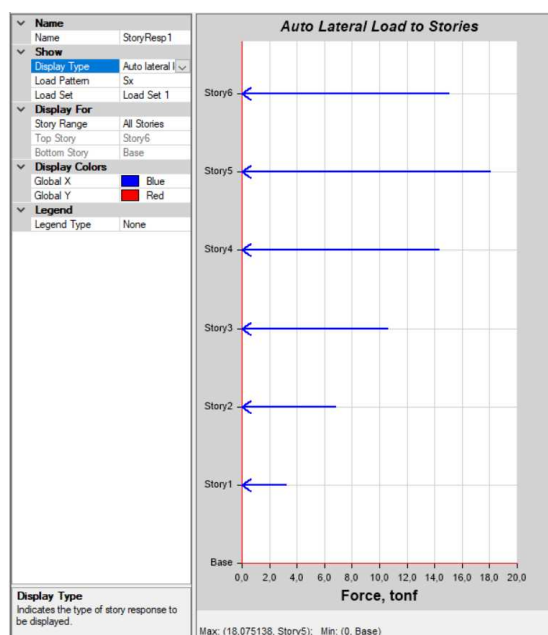 Name
Name StoryResp1
Show
Display Type Auto lateral l
Load Pattern Sx
Load Set Load Set 1
Display For
Story Range All Stories
Top Story Story6
Bottom Story Base
Display Colors
Global X Blue
Global Y Red
Legend
Legend Type None
Display Type
Indicates the type of story response to
be displayed.
Auto Lateral Load to Stories
Story6
Story5
Story4
Story3
Story2
Story1
Base
0,0 2,0 4,0 6,0 8,0 10,0 12,0 14,0 16,0 18,0 20,0
Force, tonf
Max: (18,075138, Story5); Min: (0, Base)